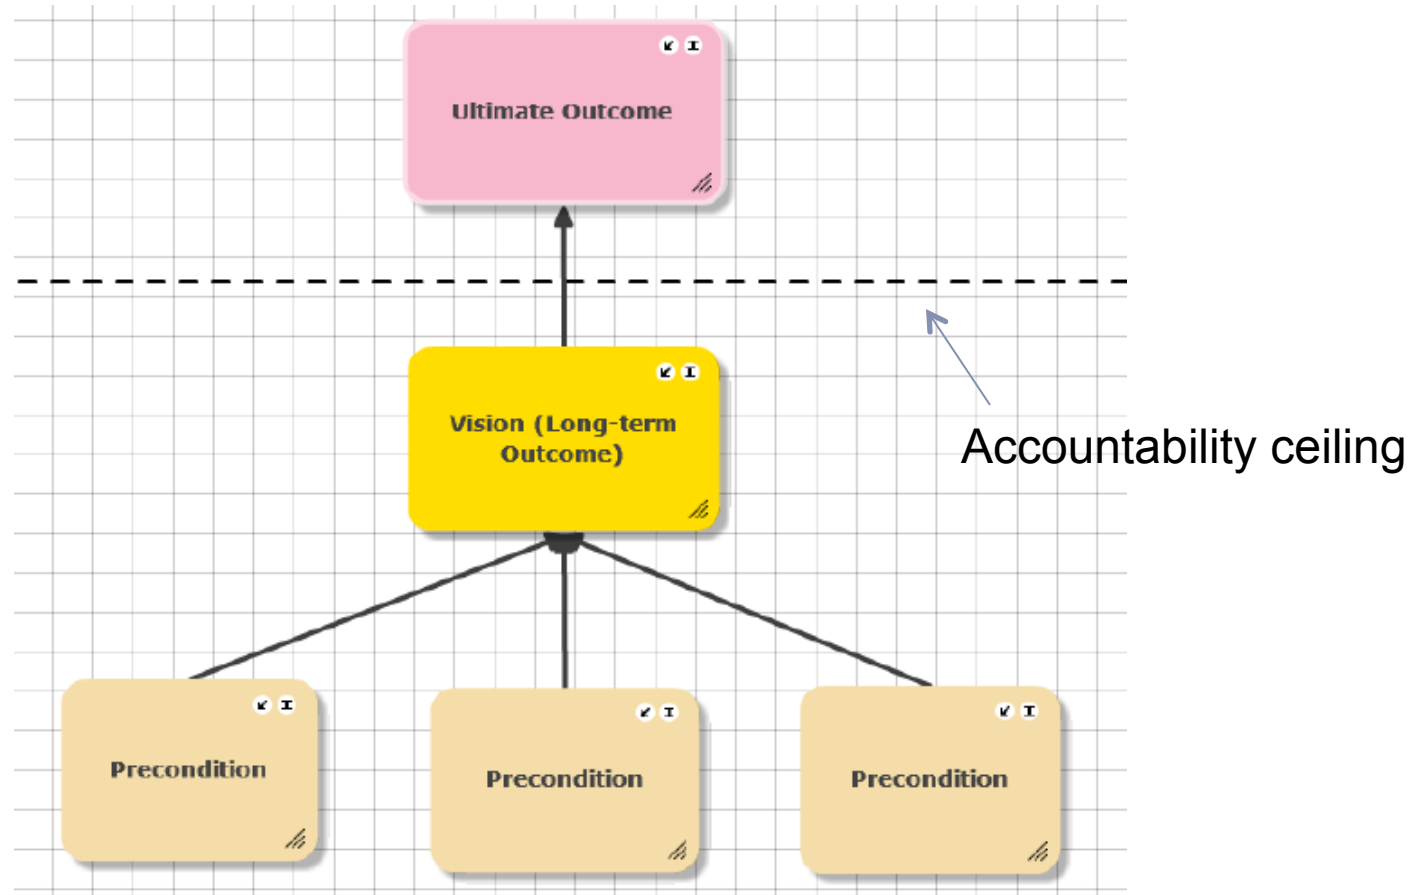 Ultimate Outcome
Vision (Long-term
Outcome)
Accountability ceiling
Precondition
Precondition
Precondition